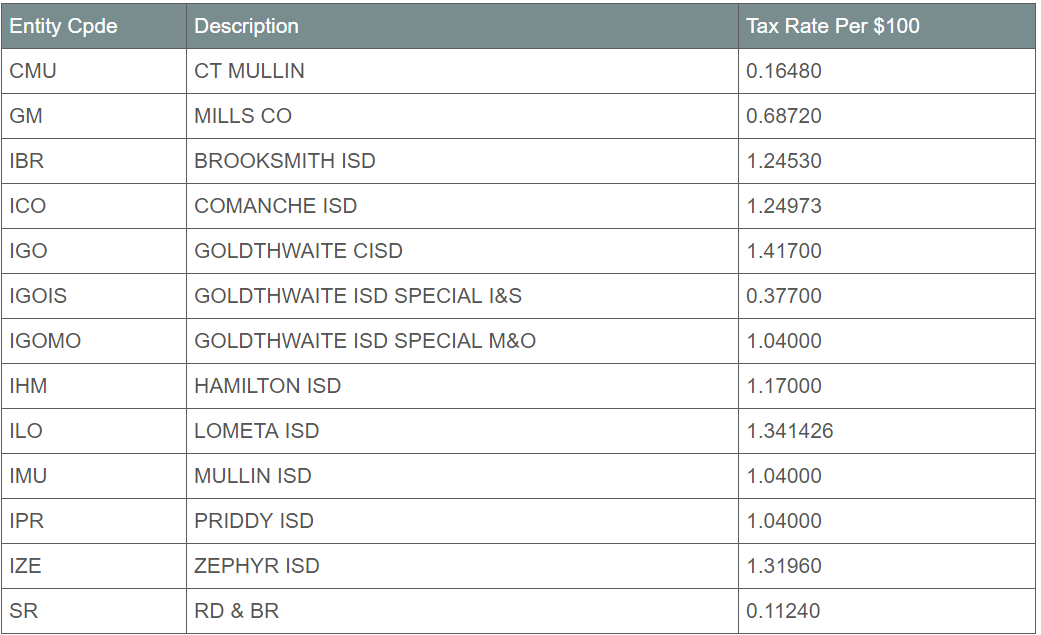 Entity Cpde Description Tax Rate Per $100
CMU CT MULLIN 0.16480
GM MILLS CO 0.68720
IBR BROOKSMITH ISD 1.24530
ICO COMANCHE ISD 1.24973
IGO GOLDTHWAITE CISD 1.41700
IGOIS GOLDTHWAITE ISD SPECIAL I&S 0.37700
IGOMO GOLDTHWAITE ISD SPECIAL M&O 1.04000
IHM HAMILTON ISD 1.17000
ILO LOMETA ISD 1.341426
IMU MULLIN ISD 1.04000
IPR PRIDDY ISD 1.04000
IZE ZEPHYR ISD 1.31960
SR RD & BR 0.11240